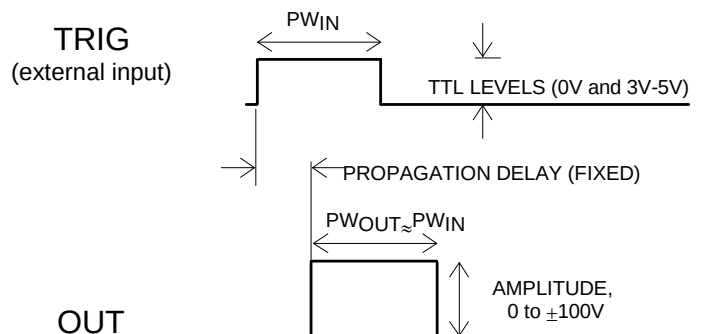 PWIN
TRIG
(external input)
TTL LEVELS (0V and 3V-5V)
PROPAGATION DELAY (FIXED)
PWOUT≈PWIN
AMPLITUDE,
0 to ±100V
OUT